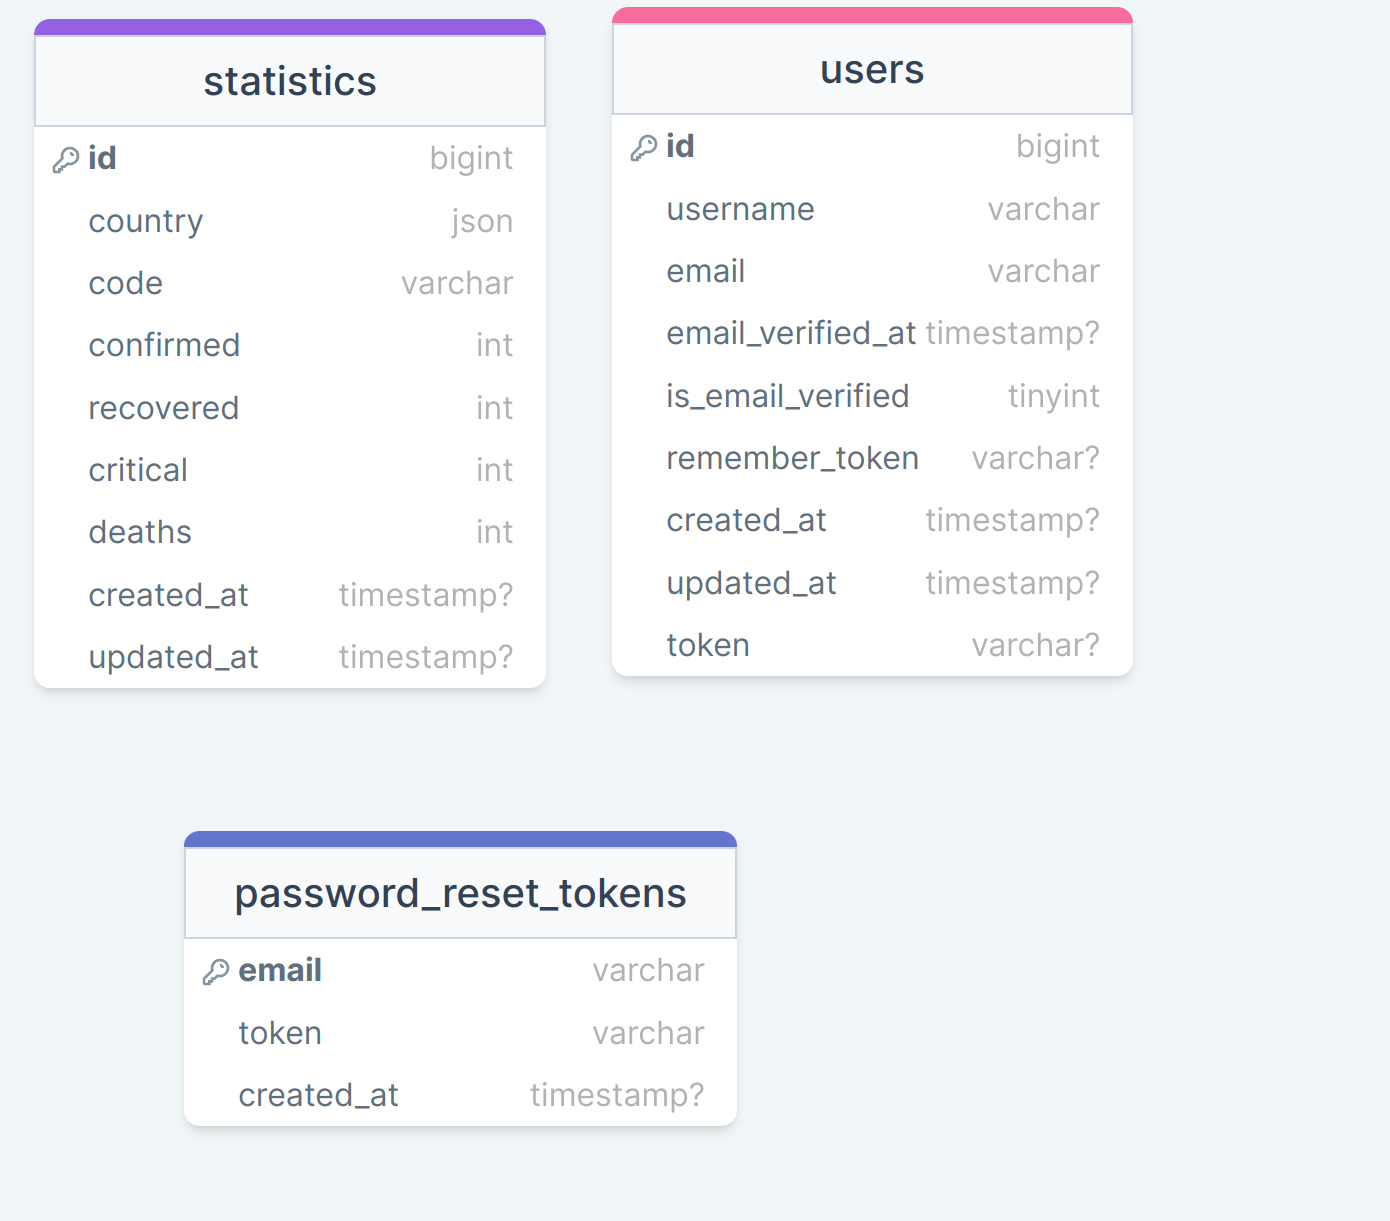 statistics
id bigint
country json
code varchar
confirmed int
recovered int
critical int
deaths int
created_at timestamp?
updated_at timestamp?
users
id bigint
username varchar
email varchar
email_verified_at timestamp?
is_email_verified tinyint
remember_token varchar?
created_at timestamp?
updated_at timestamp?
token varchar?
password_reset_tokens
email varchar
token varchar
created_at timestamp?